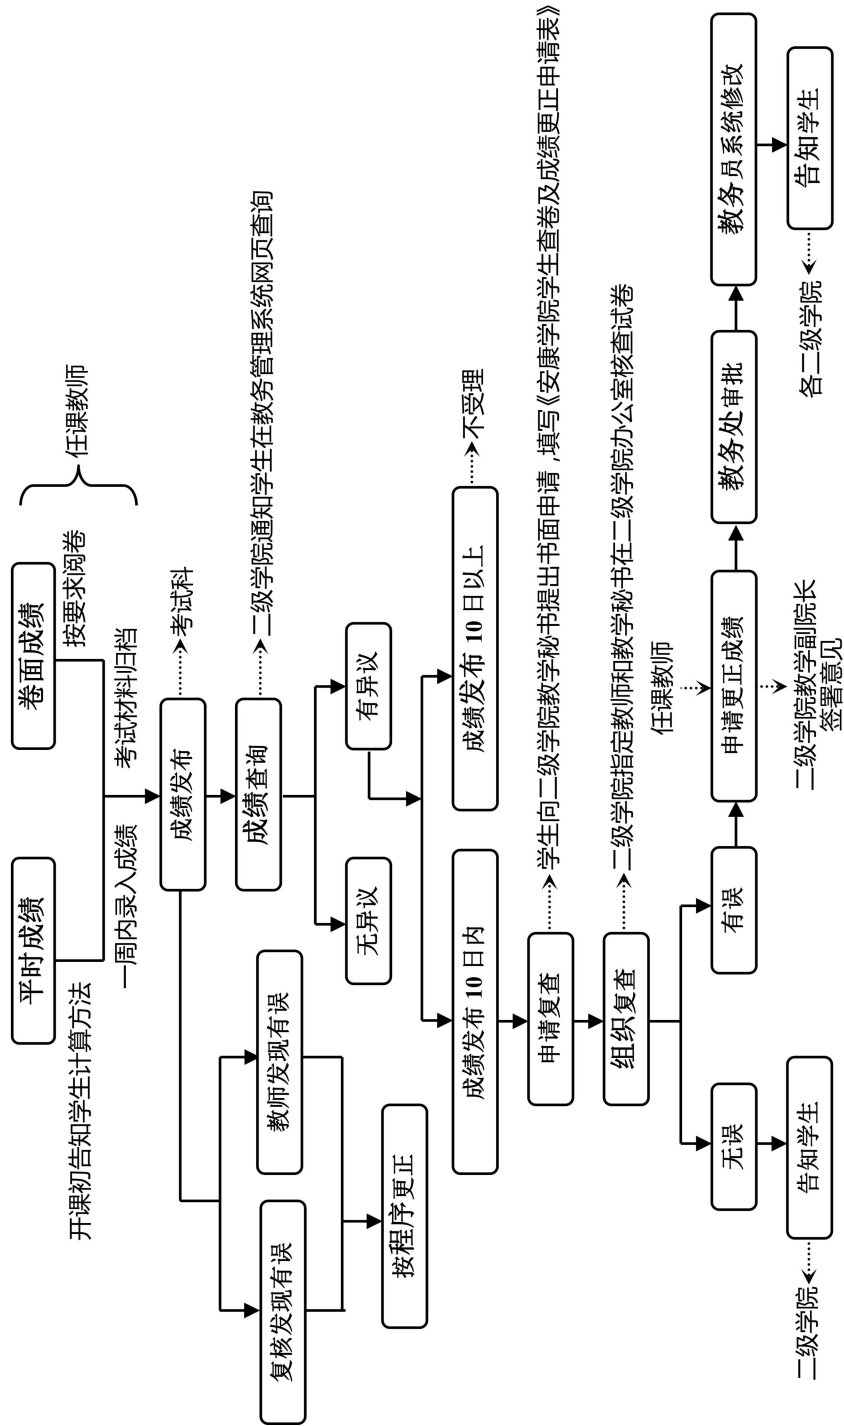 平时成绩
卷面成绩
任课教师
开课初告知学生计算方法
按要求阅卷
一周内录入成绩
考试材料归档
成绩发布
考试科
成绩查询
二级学院通知学生在教务管理系统网页查询
复核发现有误
教师发现有误
无异议
有异议
按程序更正
成绩发布 10 日内
成绩发布 10 日以上
不受理
申请复查
学生向二级学院教学秘书提出书面申请,填写《安康学院学生查卷及成绩更正申请表》
组织复查
二级学院指定教师和教学秘书在二级学院办公室核查试卷
任课教师
无误
有误
申请更正成绩
教务处审批
教务员系统修改
二级学院
告知学生
二级学院教学副院长
签署意见
各二级学院
告知学生